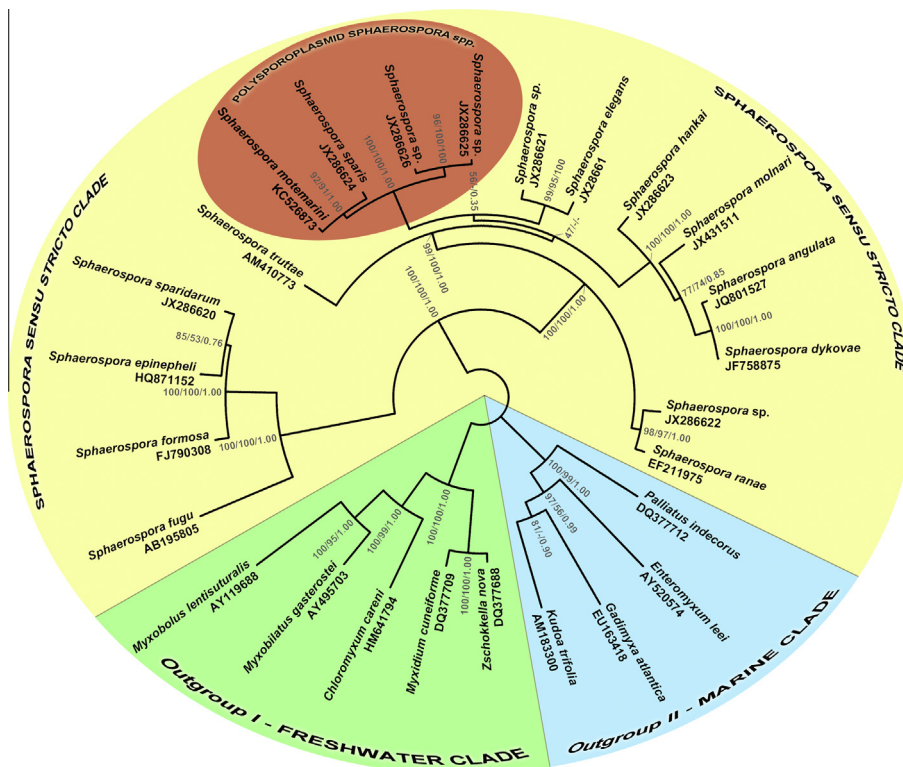 POLYSPOROPLASMID SPHAEROSPORA spp.
SPHAEROSPORA SENSU STRICTO CLADE
SPHAEROSPORA SENSU STRICTO CLADE
Sphaerospora motemarini
KC526873
Sphaerospora sparis
JX286624
Sphaerospora sp.
JX286626
Sphaerospora sp.
JX286625
Sphaerospora sp.
JX286621
Sphaerospora elegans
JX28661
Sphaerospora hankai
JX286623
Sphaerospora molnari
JX431511
Sphaerospora angulata
JQ801527
Sphaerospora dykovae
JF758875
Sphaerospora sp.
JX286622
Sphaerospora ranae
EF211975
Sphaerospora truttae
AM410773
Sphaerospora sparidarum
JX286620
Sphaerospora epinepheli
HQ871152
Sphaerospora formosa
FJ790308
Sphaerospora fugu
AB195805
92/91/1.00
100/100/1.00
96/100/100
56/-/0.35
99/95/100
47/-/-
100/100/1.00
77/74/0.85
100/100/1.00
99/100/1.00
100/100/1.00
100/100/1.00
98/97/1.00
85/53/0.76
100/100/1.00
100/100/1.00
Myxobolus lentisuturalis
AY119688
Myxobilatus gasterostei
AY495703
Chloromyxum careni
HM641794
Myxidium cuneiforme
DQ377709
Zschokkella nova
DQ377688
100/95/1.00
100/99/1.00
100/100/1.00
100/100/1.00
Outgroup I - FRESHWATER CLADE
Palliatus indecorus
DQ377712
Enteromyxum leei
AY520574
Gadimyxa atlantica
EU163418
Kudoa trifolia
AM183300
100/99/1.00
97/56/0.99
81/-/0.90
Outgroup II - MARINE CLADE